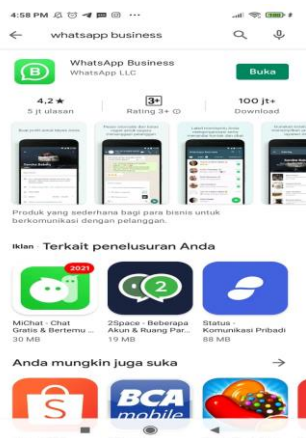 4:58 PM
whatsapp business
WhatsApp Business
WhatsApp LLC
Buka
4,2★
3+
100 jt+
5 jt ulasan
Rating 3+
Download
Produk yang sederhana bagi para bisnis untuk
berkomunikasi dengan pelanggan.
Iklan · Terkait penelusuran Anda
2021
2
MiChat - Chat
Gratis & Bertemu ...
30 MB
2Space - Beberapa
Akun & Ruang Par...
19 MB
Status -
Komunikasi Pribadi
88 MB
Anda mungkin juga suka
S
BCA
mobile